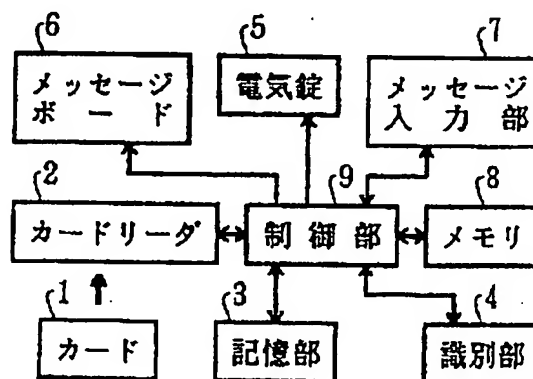 6
5
7
メッセージ
ボード
電気錠
メッセージ
入力部
2
9
8
カードリーダ
制御部
メモリ
1
3
4
カード
記憶部
識別部